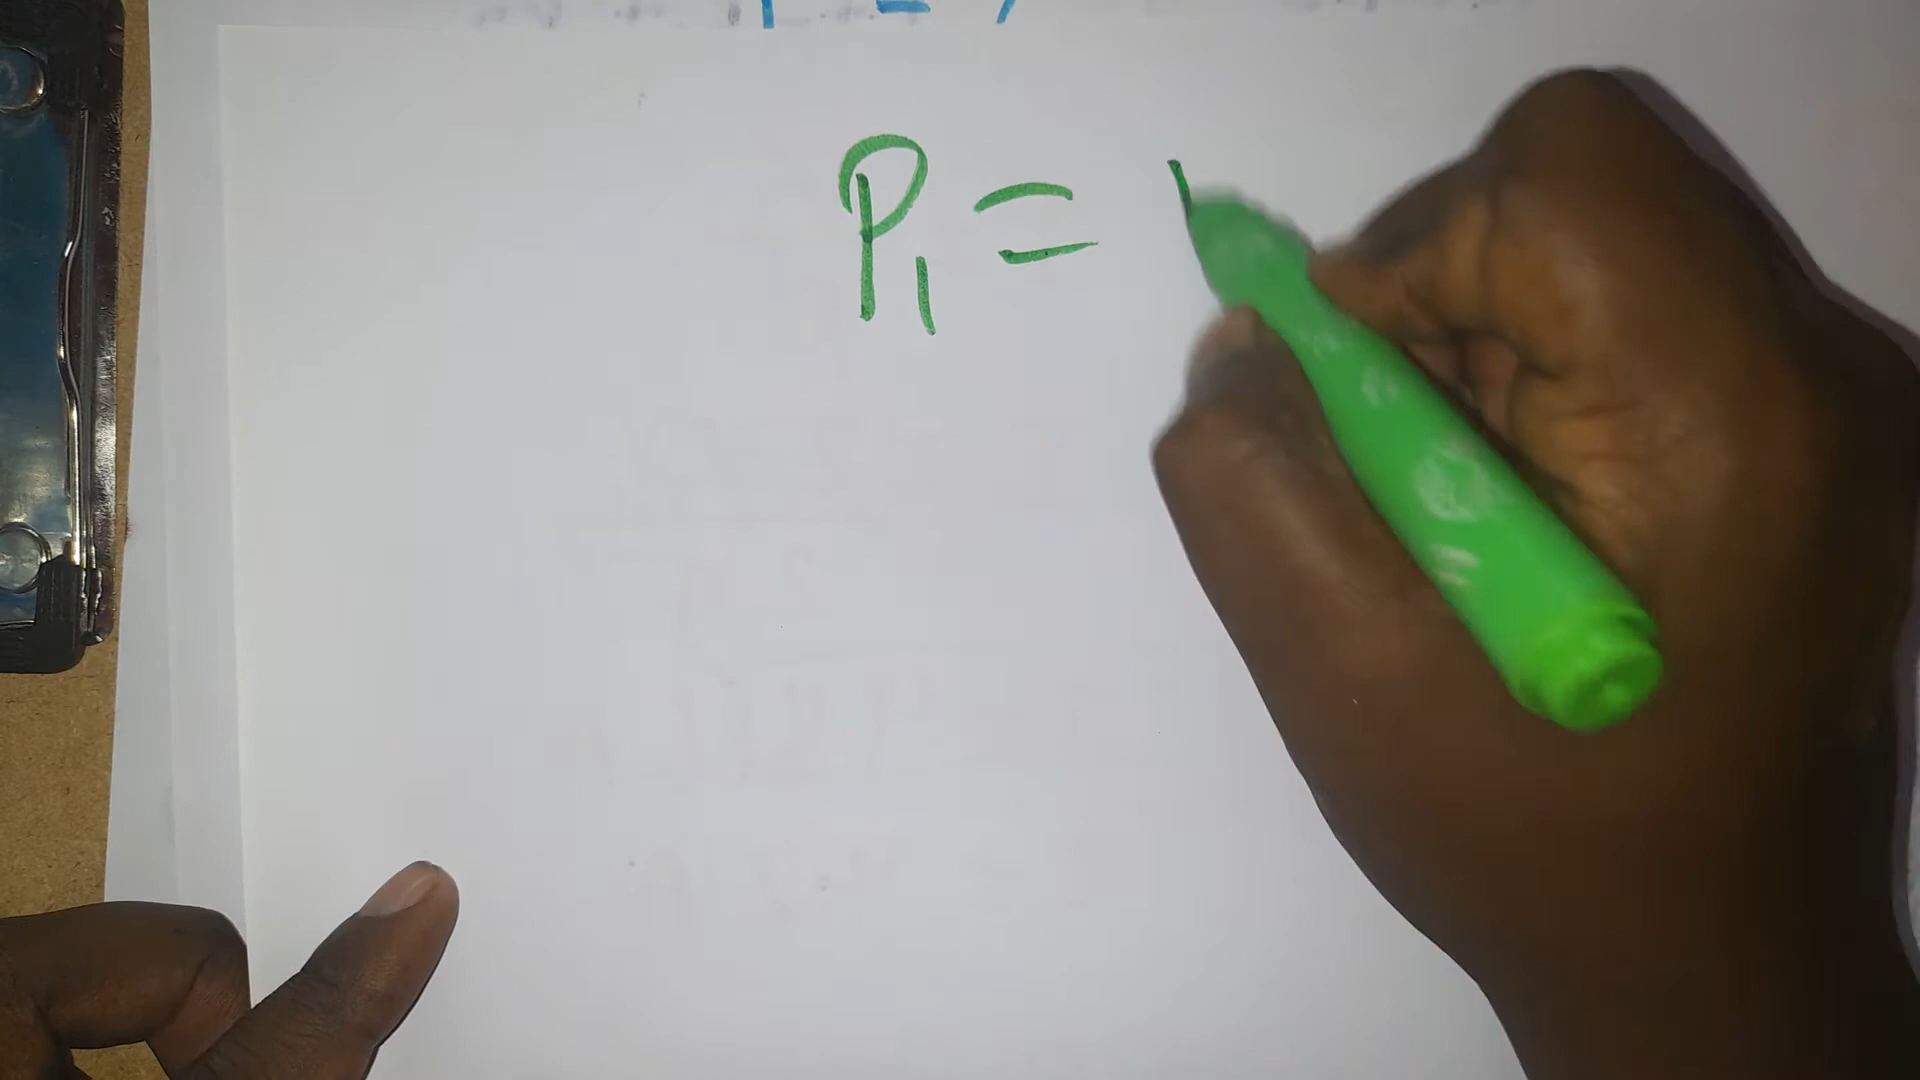 P₁ =